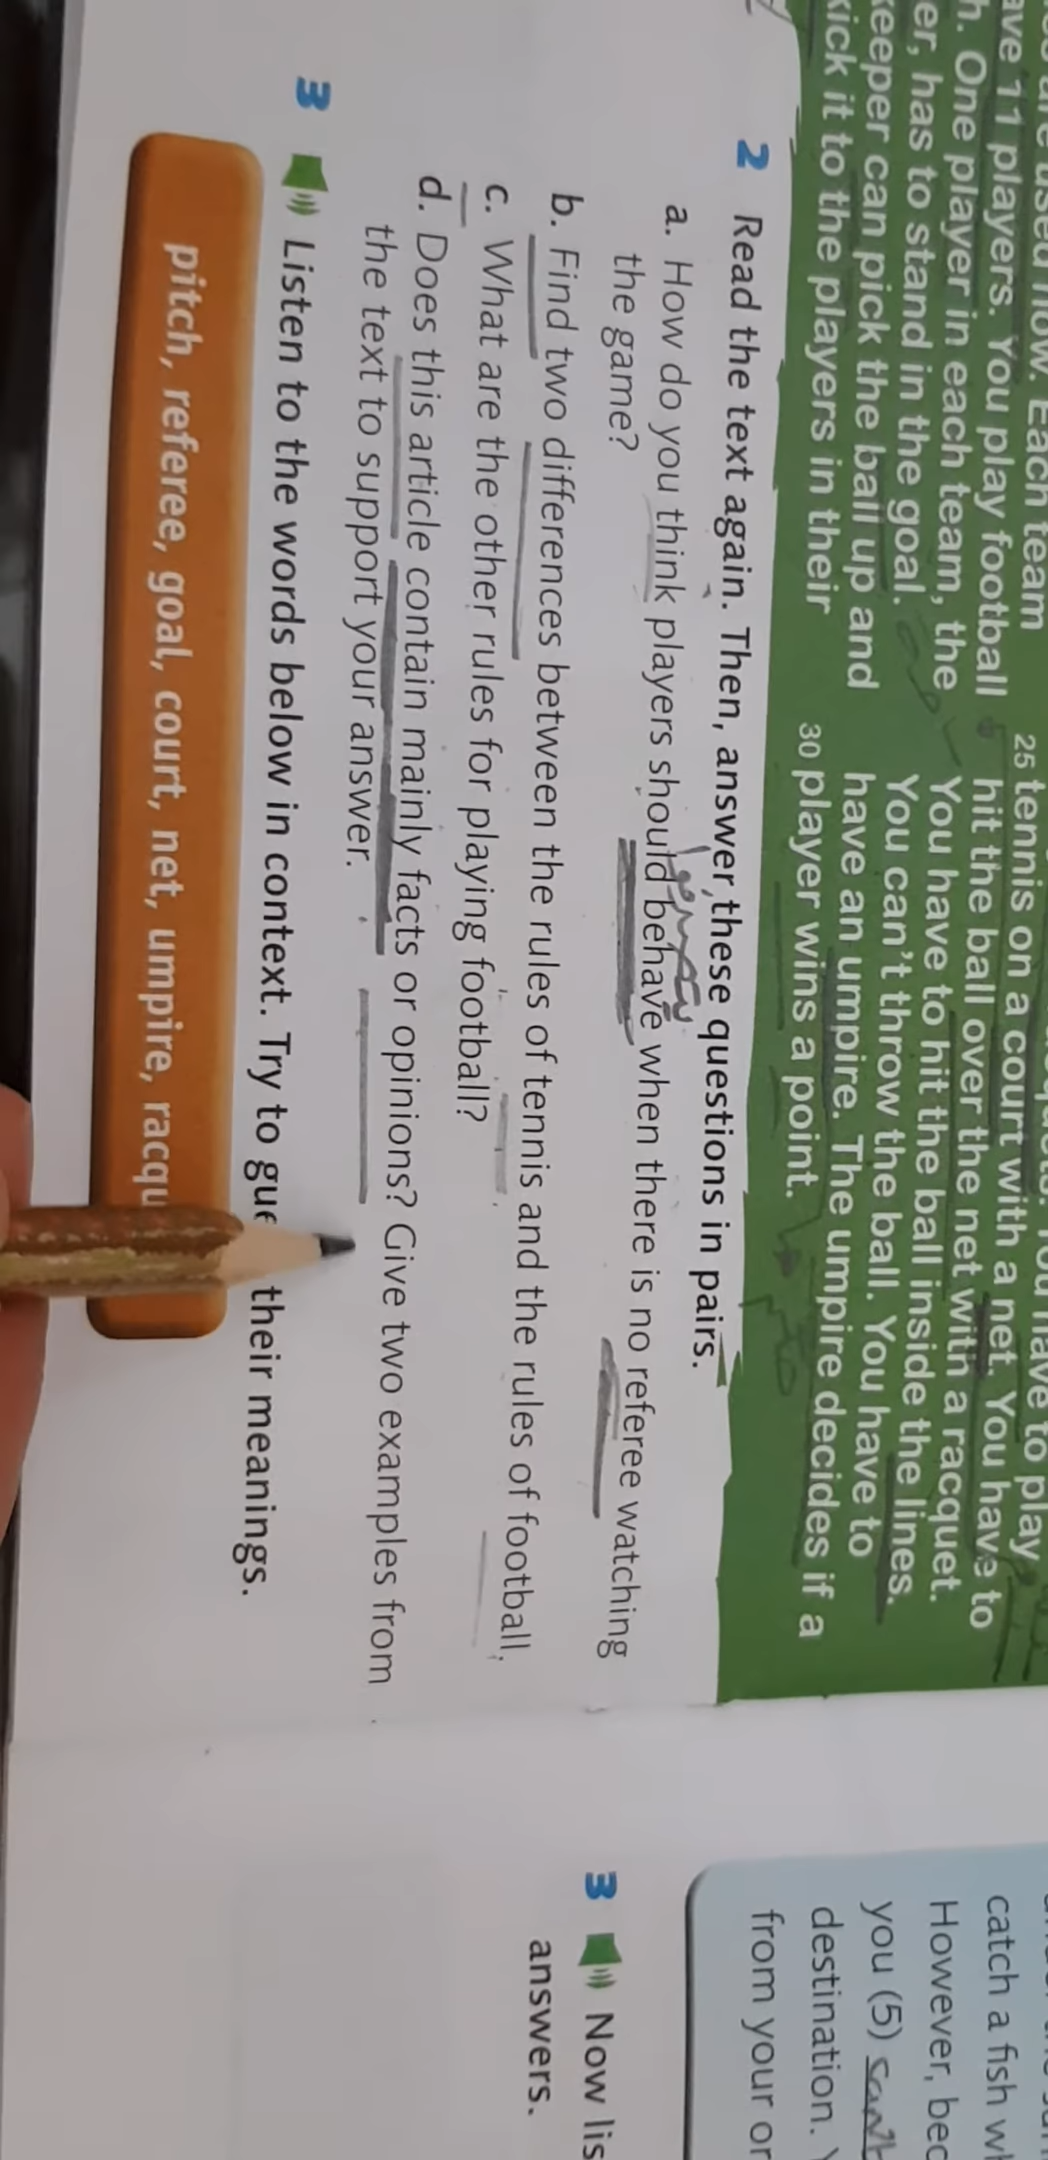 have 11 players. You play football
h. One player in each team, the
er, has to stand in the goal.
keeper can pick the ball up and
kick it to the players in their
have to play
25 tennis on a court with a net. You have to
hit the ball over the net with a racquet.
You have to hit the ball inside the lines.
You can't throw the ball. You have to
have an umpire. The umpire decides if a
30 player wins a point.
2 Read the text again. Then, answer these questions in pairs.
a. How do you think players should behave when there is no referee watching
the game?
b. Find two differences between the rules of tennis and the rules of football.
c. What are the other rules for playing football?
d. Does this article contain mainly facts or opinions? Give two examples from
the text to support your answer.
3 Listen to the words below in context. Try to gue their meanings.
pitch, referee, goal, court, net, umpire, racqu
catch a fish wh
However, bec
you (5)
destination.
from your or
3 Now lis
answers.